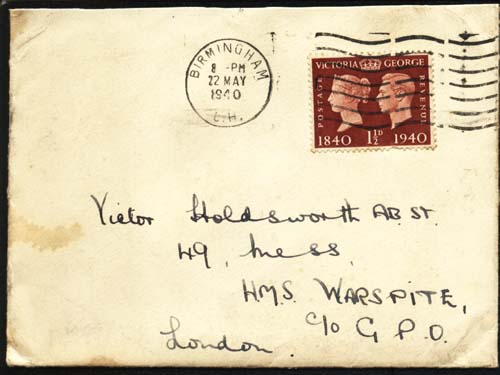 BIRMINGHAM
8 - PM
22 MAY
1940
VICTORIA GEORGE
POSTAGE
REVENUE
1840 1½D 1940
Victor Holdsworth AB. ST.
49, Mess,
H.M.S. WARSPITE,
C/o G.P.O.
London.